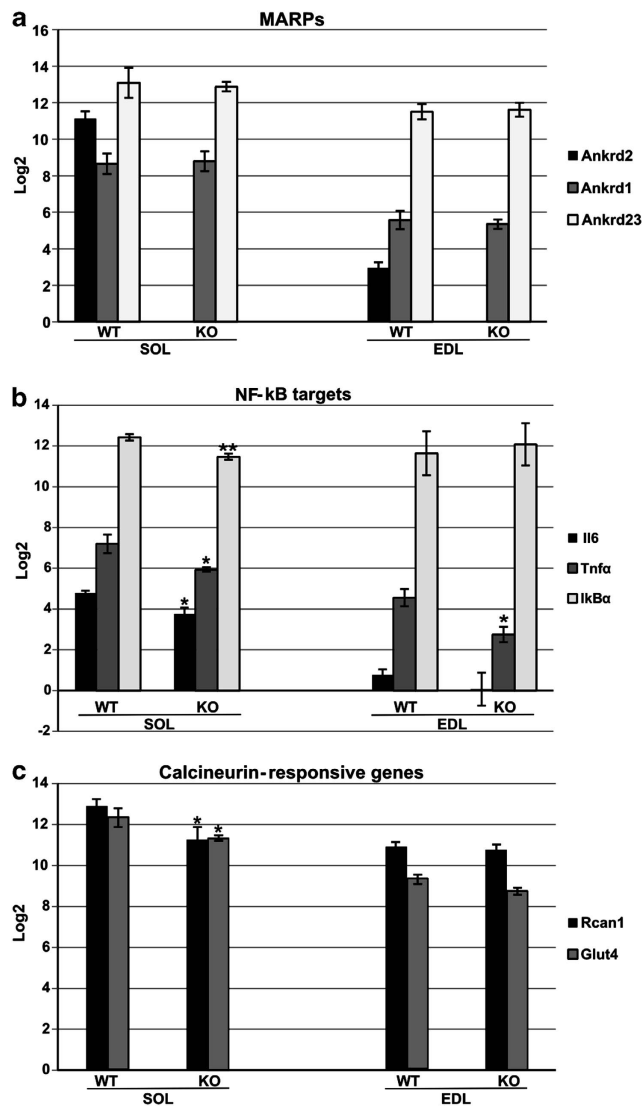 a
MARPs
16
14
12
10
8
6
4
2
0
Log2
WT KO WT KO
SOL EDL
Ankrd2
Ankrd1
Ankrd23
b
NF-kB targets
14
12
10
8
6
4
2
0
-2
Log2
* * ** *
WT KO WT KO
SOL EDL
Il6
Tnfα
IkBα
c
Calcineurin-responsive genes
14
12
10
8
6
4
2
0
Log2
* *
WT KO WT KO
SOL EDL
Rcan1
Glut4